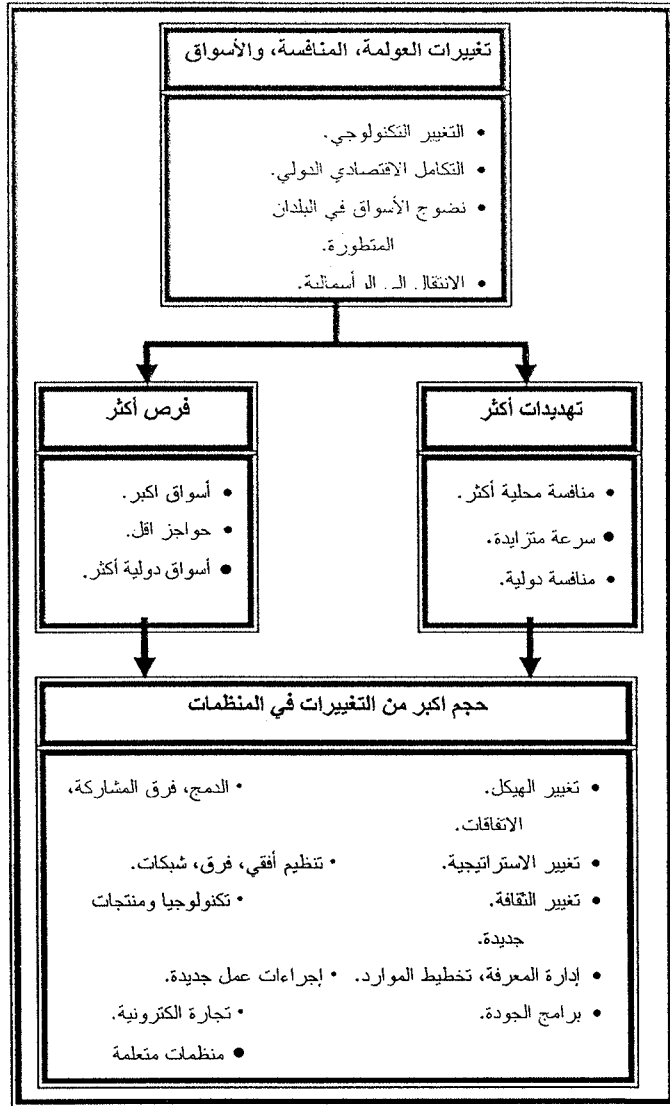 تغييرات العولمة، المنافسة، والأسواق
• التغيير التكنولوجي.
• التكامل الاقتصادي الدولي.
• نضوج الأسواق في البلدان
المتطورة.
• الانتقال الى الرأسمالية.
تهديدات أكثر
• منافسة محلية أكثر.
• سرعة متزايدة.
• منافسة دولية.
فرص أكثر
• أسواق اكبر.
• حواجز اقل.
• أسواق دولية أكثر.
حجم اكبر من التغييرات في المنظمات
• تغيير الهيكل. • الدمج، فرق المشاركة،
الاتفاقات.
• تغيير الاستراتيجية. • تنظيم أفقي، فرق، شبكات.
• تغيير الثقافة. • تكنولوجيا ومنتجات
جديدة.
• إدارة المعرفة، تخطيط الموارد. • إجراءات عمل جديدة.
• برامج الجودة. • تجارة الكترونية.
• منظمات متعلمة